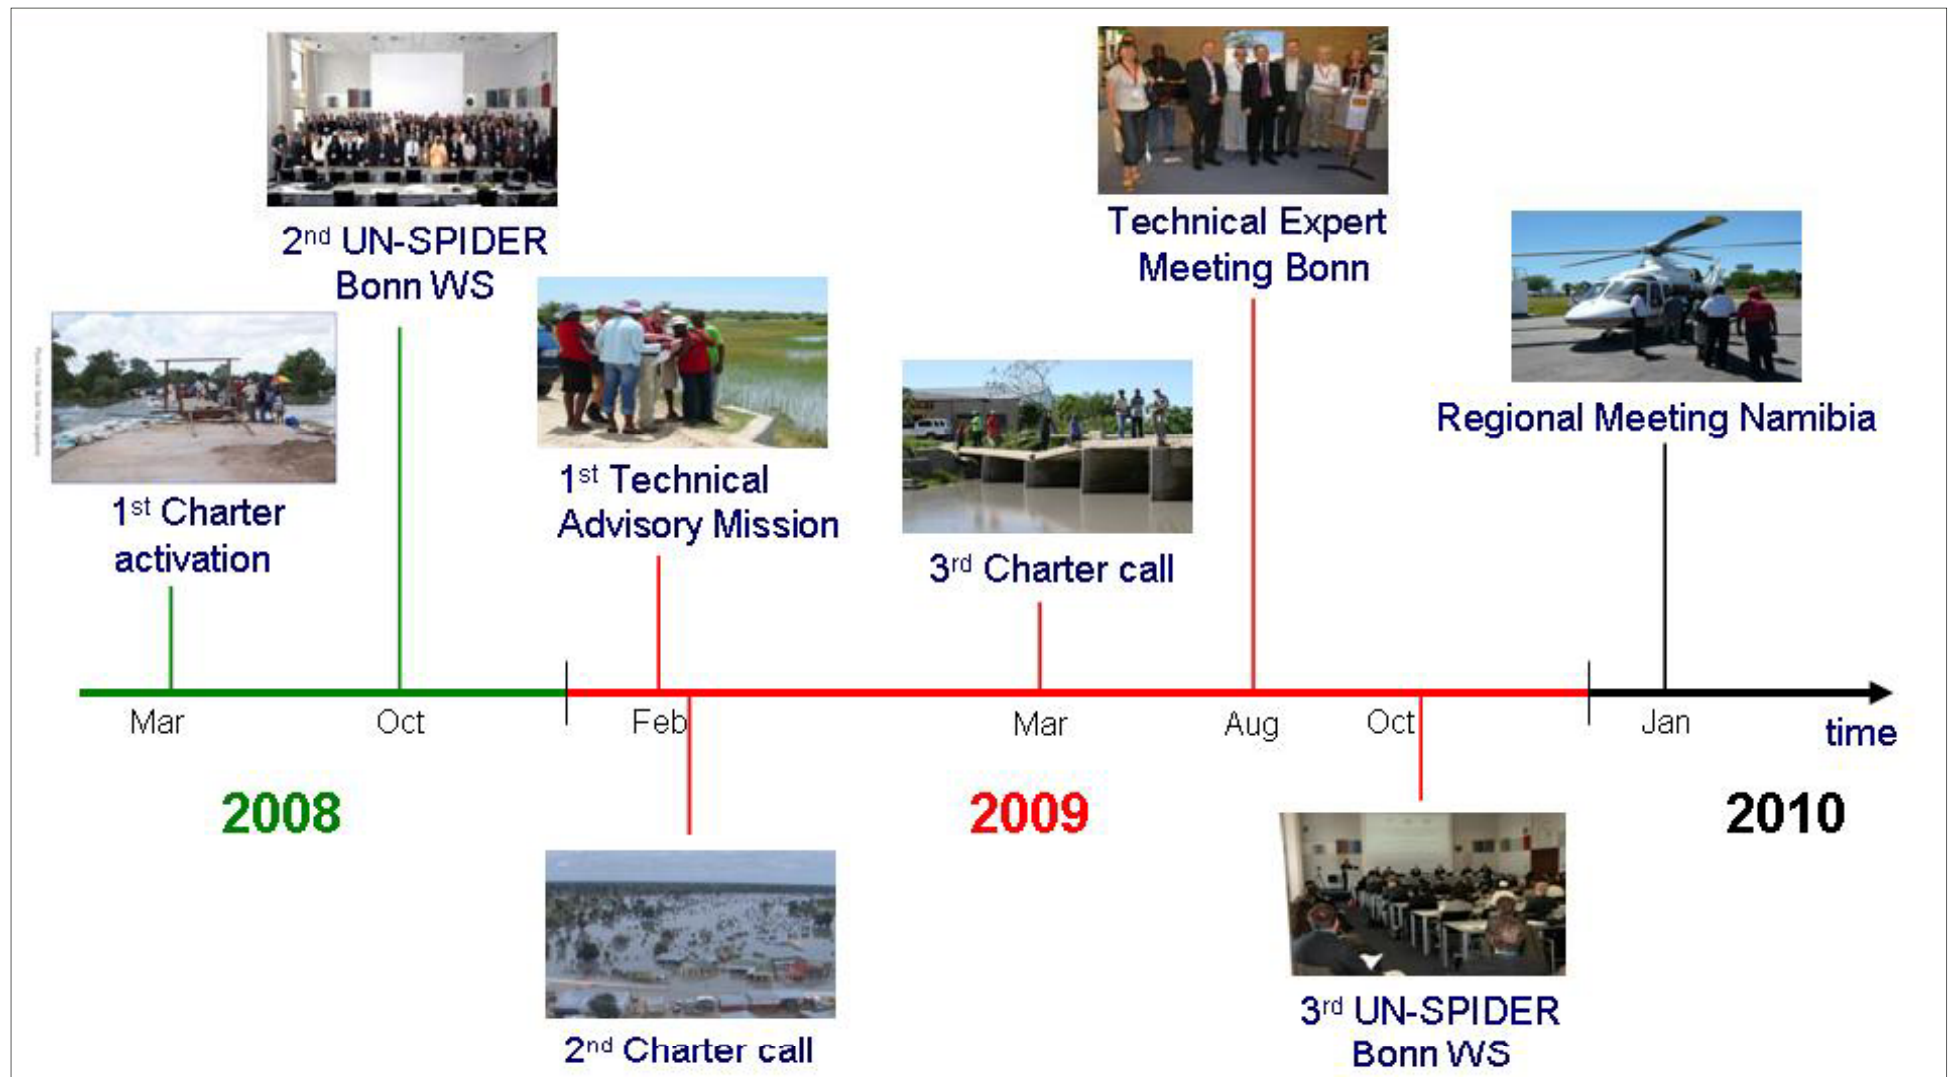 2nd UN-SPIDER
Bonn WS
Technical Expert
Meeting Bonn
Regional Meeting Namibia
1st Charter
activation
1st Technical
Advisory Mission
3rd Charter call
Mar
Oct
Feb
Mar
Aug
Oct
Jan
time
2008
2009
2010
2nd Charter call
3rd UN-SPIDER
Bonn WS